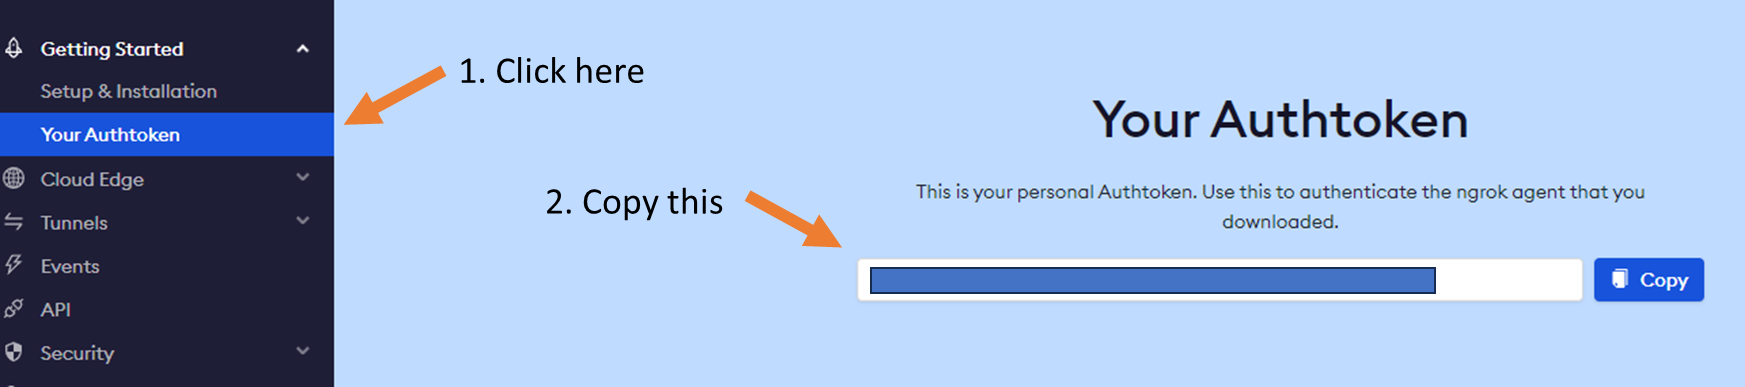 Getting Started
Setup & Installation
Your Authtoken
Cloud Edge
Tunnels
Events
API
Security
1. Click here
2. Copy this
Your Authtoken
This is your personal Authtoken. Use this to authenticate the ngrok agent that you
downloaded.
Copy